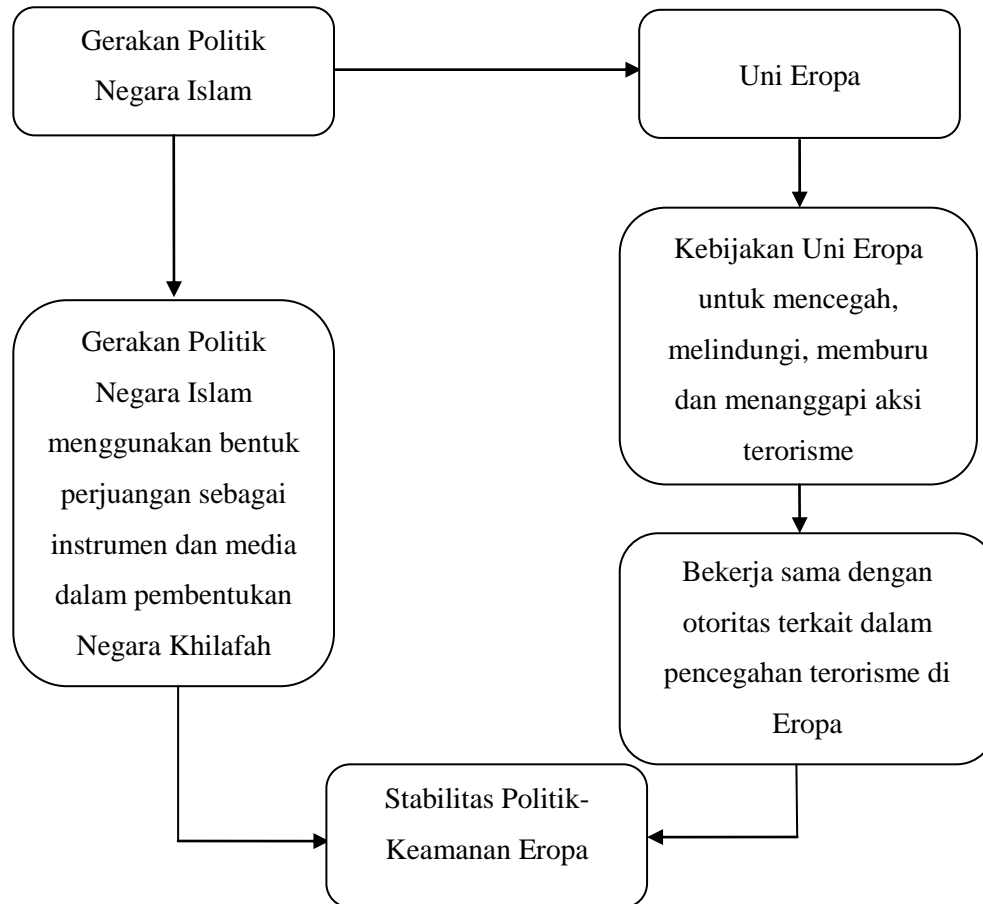 Gerakan Politik
Negara Islam
Uni Eropa
Kebijakan Uni Eropa
untuk mencegah,
melindungi, memburu
dan menanggapi aksi
terorisme
Gerakan Politik
Negara Islam
menggunakan bentuk
perjuangan sebagai
instrumen dan media
dalam pembentukan
Negara Khilafah
Bekerja sama dengan
otoritas terkait dalam
pencegahan terorisme di
Eropa
Stabilitas Politik-
Keamanan Eropa